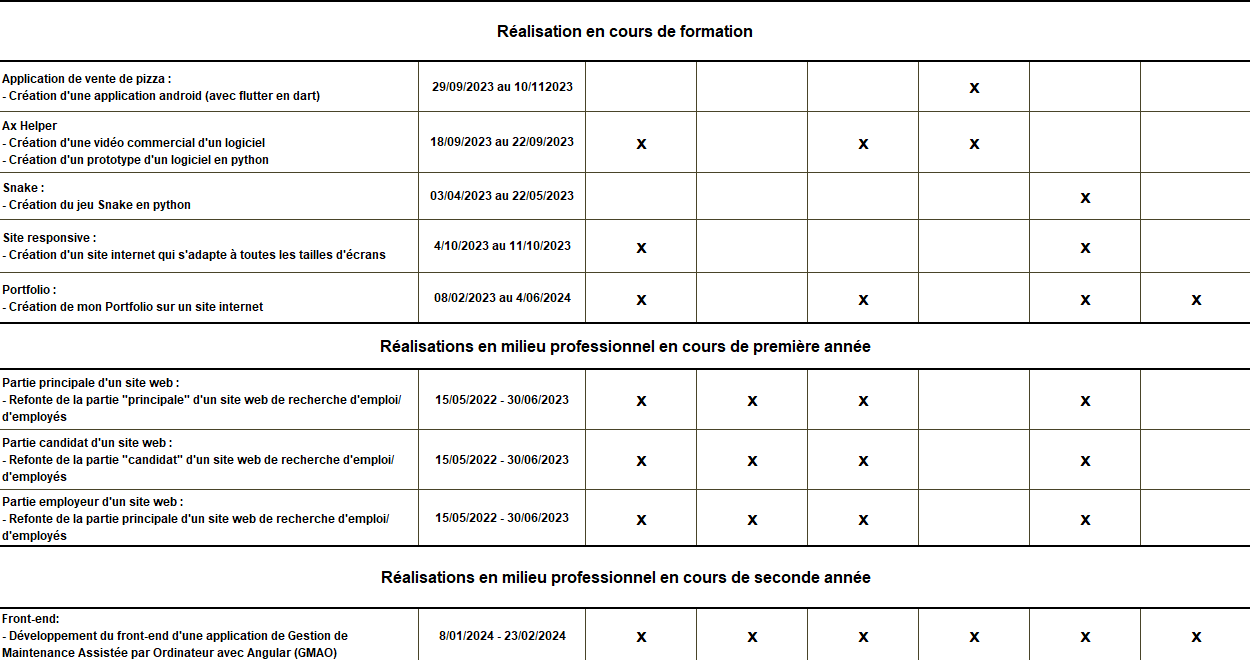 Réalisation en cours de formation
Application de vente de pizza :
- Création d'une application android (avec flutter en dart)
29/09/2023 au 10/112023
x
Ax Helper
- Création d'une vidéo commercial d'un logiciel
- Création d'un prototype d'un logiciel en python
18/09/2023 au 22/09/2023
x x x
Snake :
- Création du jeu Snake en python
03/04/2023 au 22/05/2023
x
Site responsive :
- Création d'un site internet qui s'adapte à toutes les tailles d'écrans
4/10/2023 au 11/10/2023
x x
Portfolio :
- Création de mon Portfolio sur un site internet
08/02/2023 au 4/06/2024
x x x x
Réalisations en milieu professionnel en cours de première année
Partie principale d'un site web :
- Refonte de la partie "principale" d'un site web de recherche d'emploi/
d'employés
15/05/2022 - 30/06/2023
x x x x
Partie candidat d'un site web :
- Refonte de la partie "candidat" d'un site web de recherche d'emploi/
d'employés
15/05/2022 - 30/06/2023
x x x x
Partie employeur d'un site web :
- Refonte de la partie principale d'un site web de recherche d'emploi/
d'employés
15/05/2022 - 30/06/2023
x x x x
Réalisations en milieu professionnel en cours de seconde année
Front-end:
- Développement du front-end d'une application de Gestion de
Maintenance Assistée par Ordinateur avec Angular (GMAO)
8/01/2024 - 23/02/2024
x x x x x x